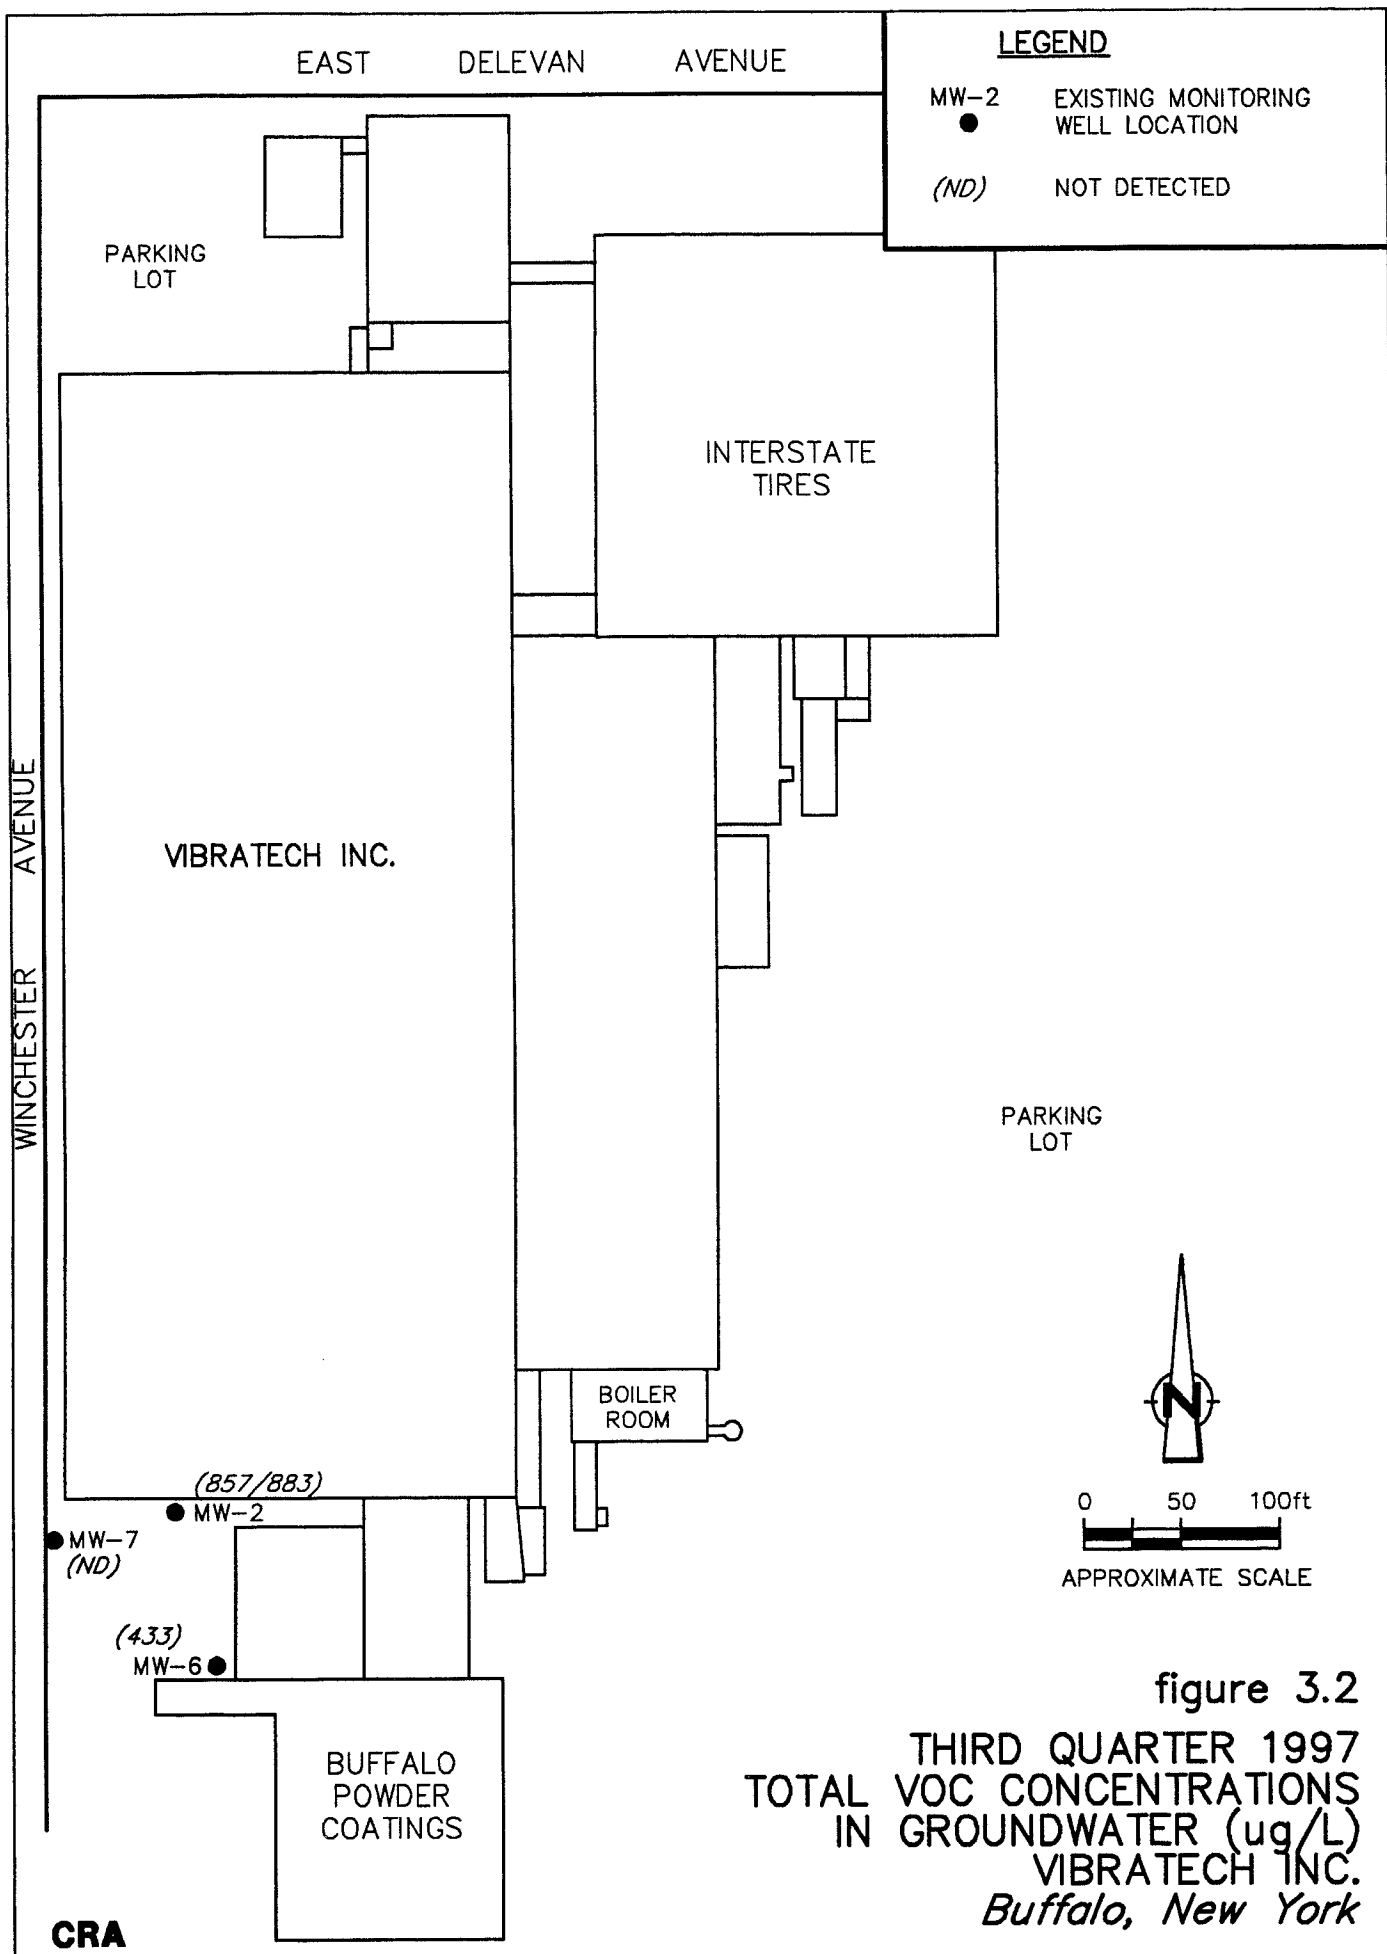 EAST DELEVAN AVENUE
LEGEND
MW-2 EXISTING MONITORING
WELL LOCATION
(ND) NOT DETECTED
PARKING
LOT
INTERSTATE
TIRES
WINCHESTER AVENUE
VIBRATECH INC.
PARKING
LOT
BOILER
ROOM
N
0 50 100ft
APPROXIMATE SCALE
(857/883)
MW-2
MW-7
(ND)
(433)
MW-6
BUFFALO
POWDER
COATINGS
figure 3.2
THIRD QUARTER 1997
TOTAL VOC CONCENTRATIONS
IN GROUNDWATER (ug/L)
VIBRATECH INC.
Buffalo, New York
CRA